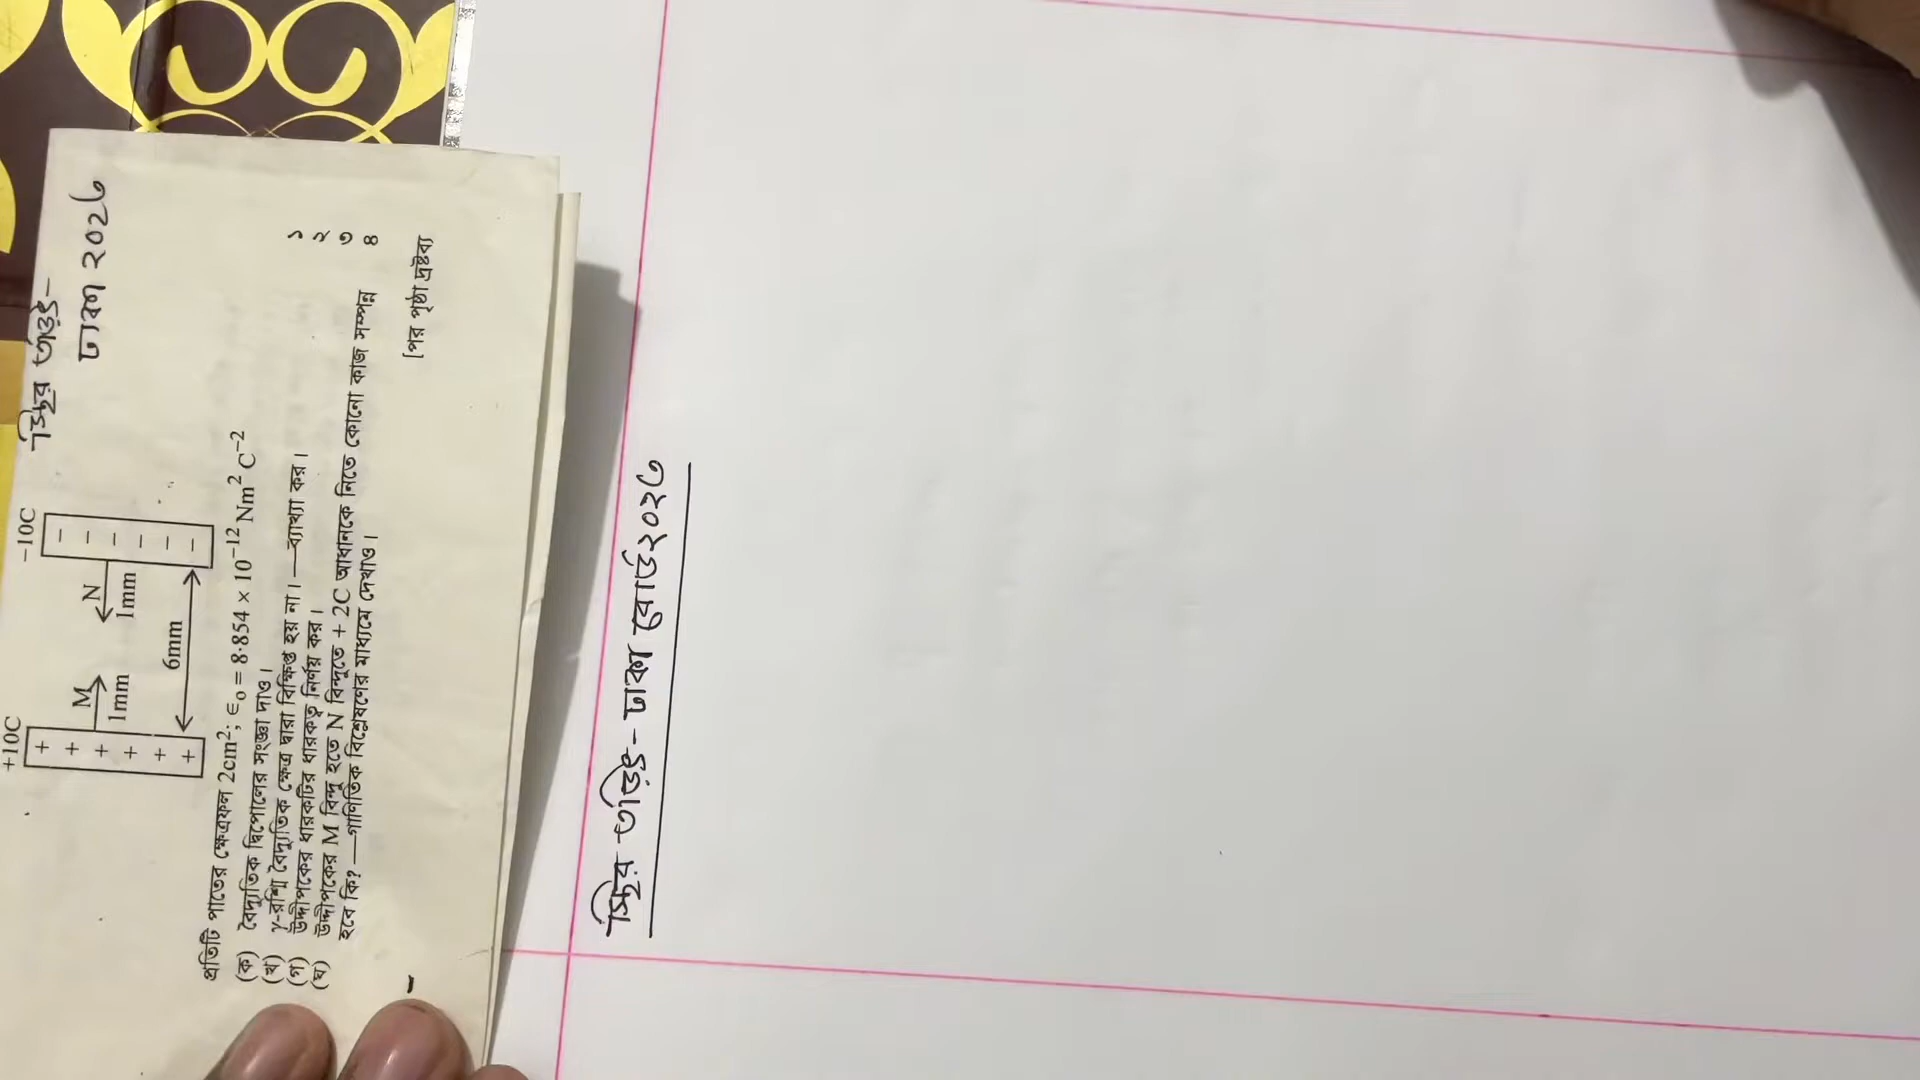 স্থির তড়িৎ-
ঢাকা ২০২৩
+10C
-10C
M
N
1mm
1mm
6mm
+ + + + + +
- - - - - -
প্রতিটি পাতের ক্ষেত্রফল 2cm²; ∈₀ = 8·854 × 10⁻¹² Nm² C⁻²
(ক) বৈদ্যুতিক দ্বিপোলের সংজ্ঞা দাও। ১
(খ) γ-রশ্মি বৈদ্যুতিক ক্ষেত্র দ্বারা বিক্ষিপ্ত হয় না। —ব্যাখ্যা কর। ২
(গ) উদ্দীপকের ধারকটির ধারকত্ব নির্ণয় কর। ৩
(ঘ) উদ্দীপকের M বিন্দু হতে N বিন্দুতে + 2C আধানকে নিতে কোনো কাজ সম্পন্ন ৪
হবে কি? —গাণিতিক বিশ্লেষণের মাধ্যমে দেখাও।
[পর পৃষ্ঠা দ্রষ্টব্য
স্থির তড়িৎ - ঢাকা বোর্ড ২০২৩